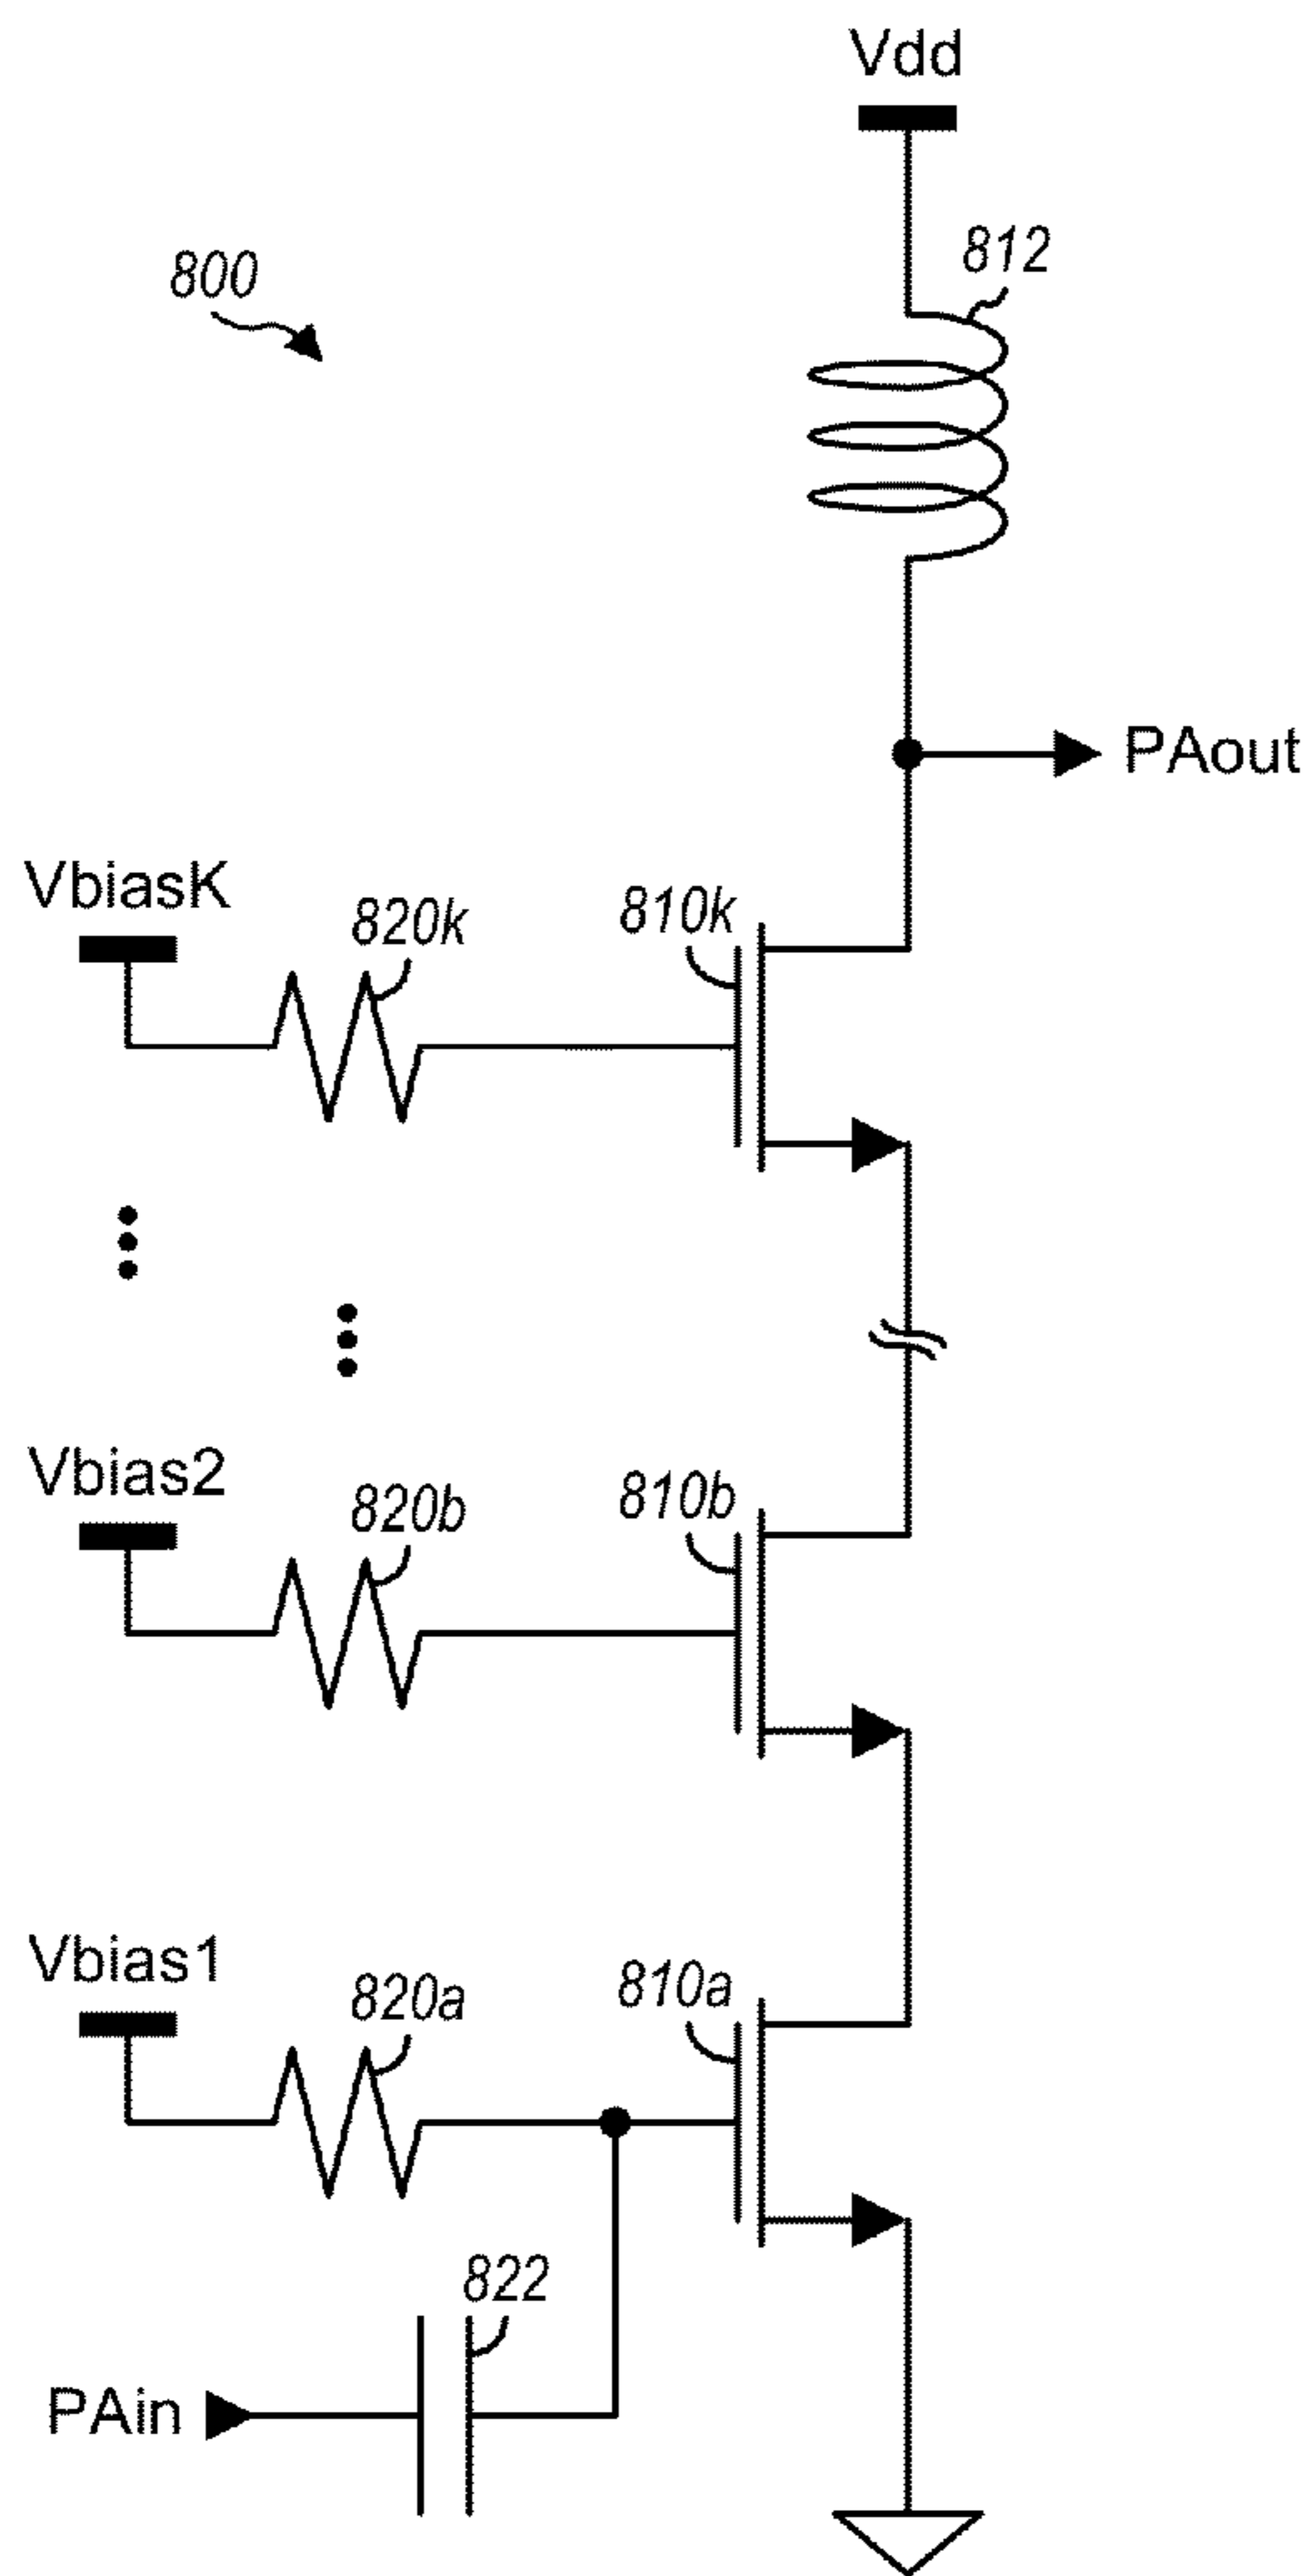 Vdd
812
800
PAout
VbiasK
820k
810k
Vbias2
820b
810b
Vbias1
820a
810a
822
PAin